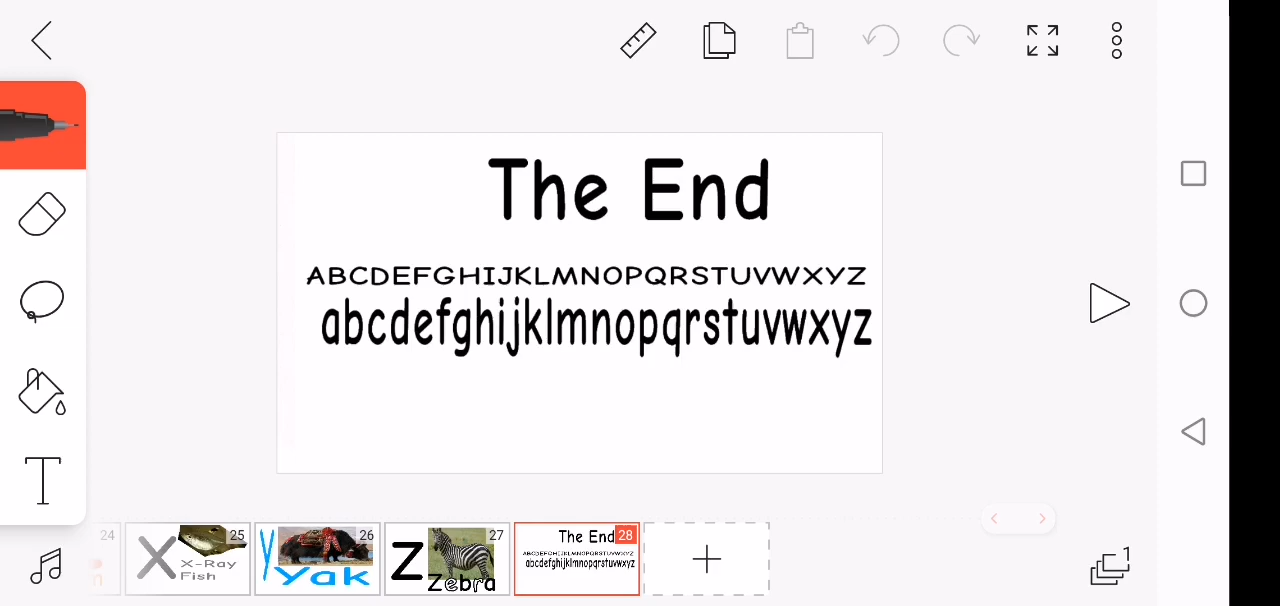 The End
ABCDEFGHIJKLMNOPQRSTUVWXYZ
abcdefghijklmnopqrstuvwxyz
24
25
X
X-Ray
Fish
26
Y
Yak
27
Z
Zebra
28
The End
ABCDEFGHIJKLMNOPQRSTUVWXYZ
abcdefghijklmnopqrstuvwxyz
1